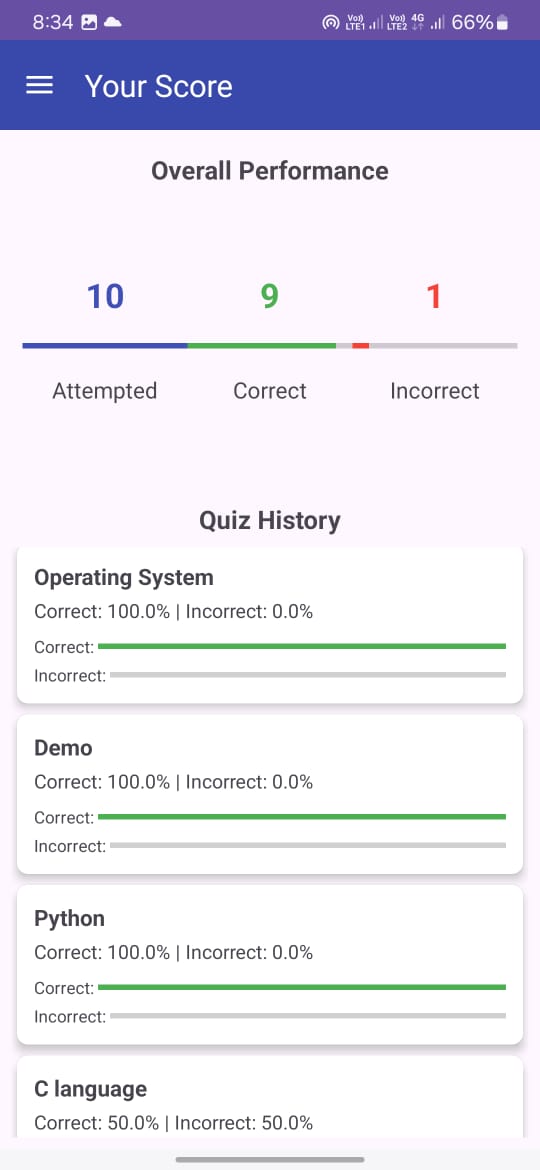 8:34 Vo)) LTE1 Vo)) LTE2 4G 66%
Your Score
Overall Performance
10 9 1
Attempted Correct Incorrect
Quiz History
Operating System
Correct: 100.0% | Incorrect: 0.0%
Correct:
Incorrect:
Demo
Correct: 100.0% | Incorrect: 0.0%
Correct:
Incorrect:
Python
Correct: 100.0% | Incorrect: 0.0%
Correct:
Incorrect:
C language
Correct: 50.0% | Incorrect: 50.0%